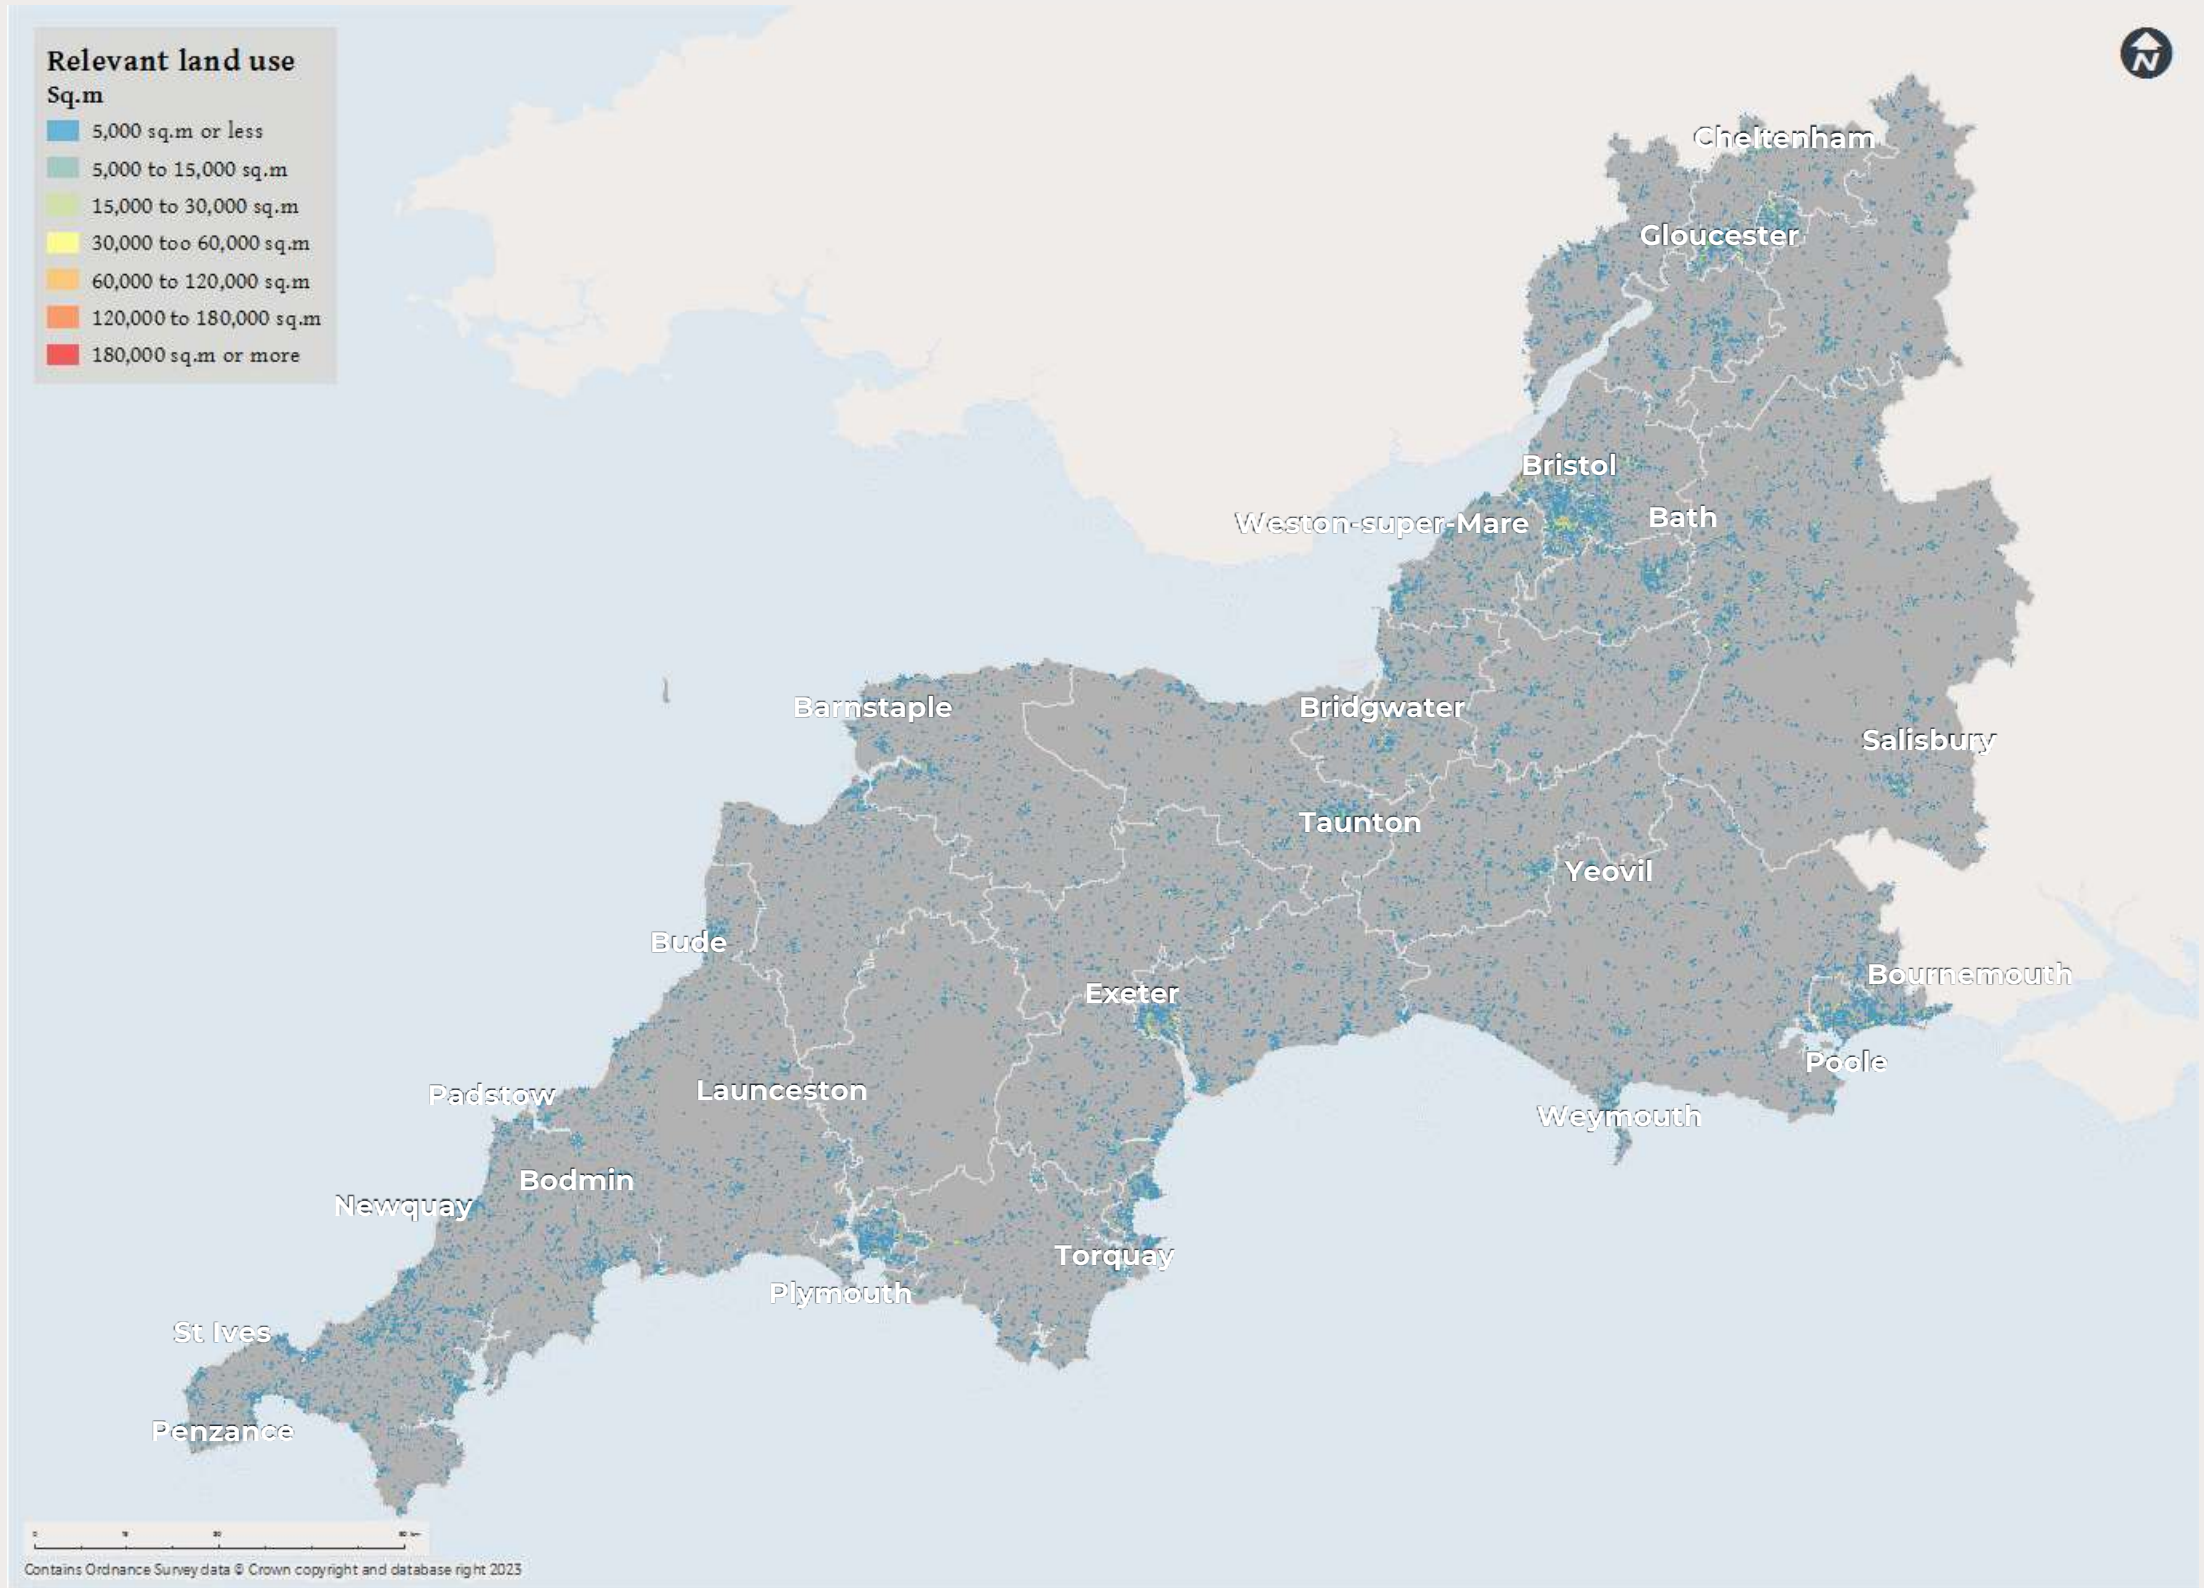 Relevant land use
Sq.m
5,000 sq.m or less
5,000 to 15,000 sq.m
15,000 to 30,000 sq.m
30,000 too 60,000 sq.m
60,000 to 120,000 sq.m
120,000 to 180,000 sq.m
180,000 sq.m or more
N
Cheltenham
Gloucester
Bristol
Weston-super-Mare
Bath
Barnstaple
Bridgwater
Salisbury
Taunton
Yeovil
Bude
Bournemouth
Exeter
Poole
Launceston
Padstow
Weymouth
Bodmin
Newquay
Torquay
Plymouth
St Ives
Penzance
Contains Ordnance Survey data © Crown copyright and database right 2023